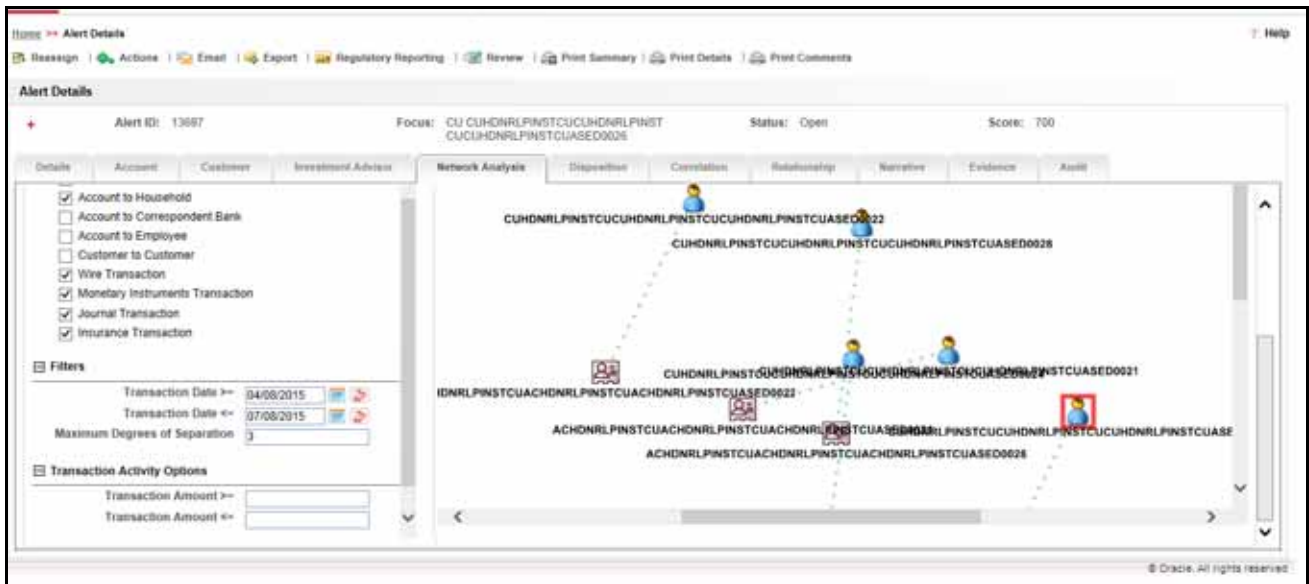 Home >> Alert Details
? Help
Reassign | Actions | Email | Export | Regulatory Reporting | Review | Print Summary | Print Details | Print Comments
Alert Details
+ Alert ID: 13697 Focus: CU CUHDNRLPINSTCUCUHDNRLPINST Status: Open Score: 700
CUCUHDNRLPINSTCUASED0026
Details Account Customer Investment Advisor Network Analysis Disposition Correlation Relationship Narrative Evidence Audit
Account to Household
Account to Correspondent Bank
Account to Employee
Customer to Customer
Wire Transaction
Monetary Instruments Transaction
Journal Transaction
Insurance Transaction
Filters
Transaction Date >= 04/08/2015
Transaction Date <= 07/08/2015
Maximum Degrees of Separation 3
Transaction Activity Options
Transaction Amount >=
Transaction Amount <=
CUHDNRLPINSTCUCUHDNRLPINSTCUCUHDNRLPINSTCUASED0022
CUHDNRLPINSTCUCUHDNRLPINSTCUCUHDNRLPINSTCUASED0028
© Oracle. All rights reserved